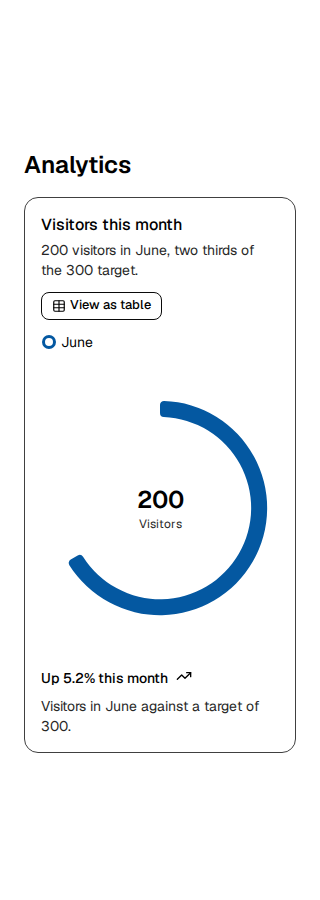 Analytics
Visitors this month
200 visitors in June, two thirds of
the 300 target.
View as table
June
200
Visitors
Up 5.2% this month
Visitors in June against a target of
300.